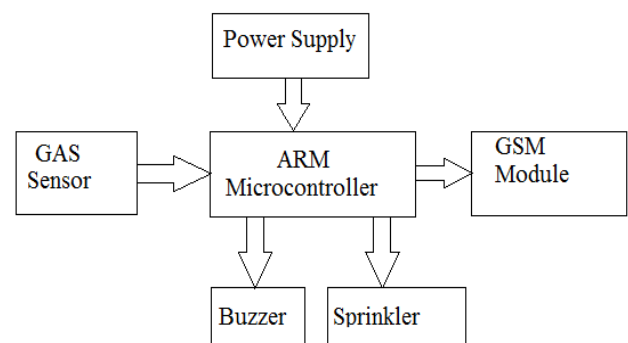 Power Supply
GAS
Sensor
ARM
Microcontroller
GSM
Module
Buzzer
Sprinkler